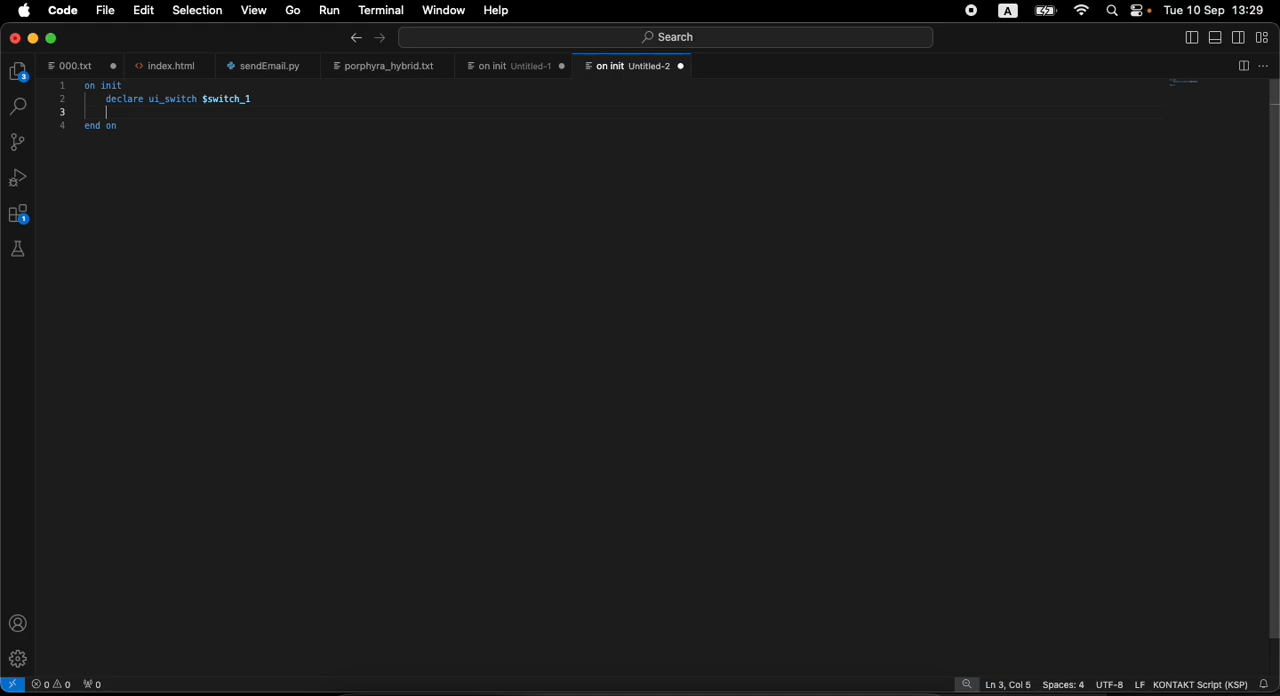 Code File Edit Selection View Go Run Terminal Window Help A Tue 10 Sep 13:29
Search
3
1
000.txt index.html sendEmail.py porphyra_hybrid.txt on init Untitled-1 on init Untitled-2
1 on init
2 declare ui_switch $switch_1
3
4 end on
0 0 0 Ln 3, Col 5 Spaces: 4 UTF-8 LF KONTAKT Script (KSP)